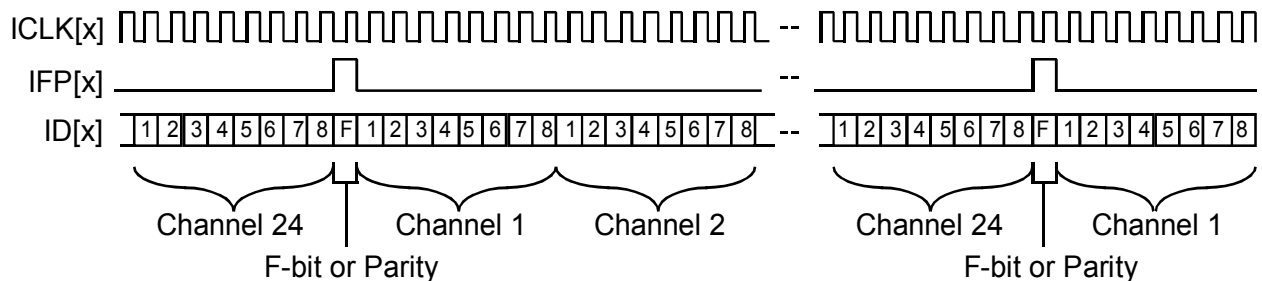 ICLK[x] --
IFP[x] --
ID[x] 1 2 3 4 5 6 7 8 F 1 2 3 4 5 6 7 8 1 2 3 4 5 6 7 8 -- 1 2 3 4 5 6 7 8 F 1 2 3 4 5 6 7 8
Channel 24 Channel 1 Channel 2 Channel 24 Channel 1
F-bit or Parity F-bit or Parity